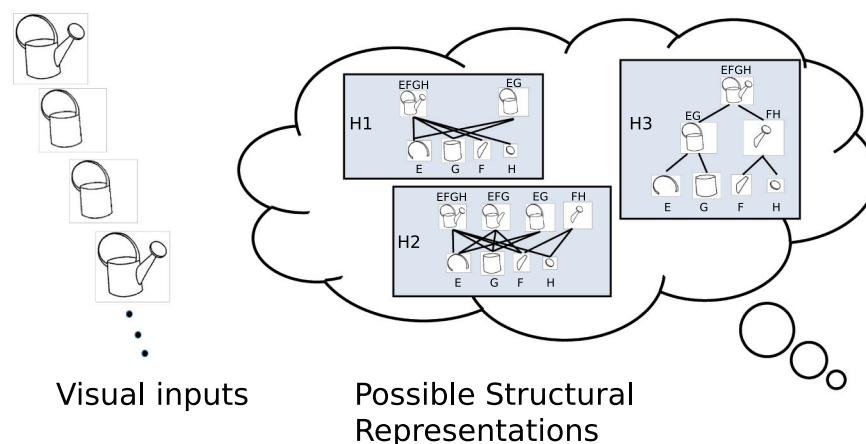 EFGH EG
H1
E G F H
EFGH EFG EG FH
H2
E G F H
EFGH
EG FH
H3
E G F H
Visual inputs
Possible Structural
Representations